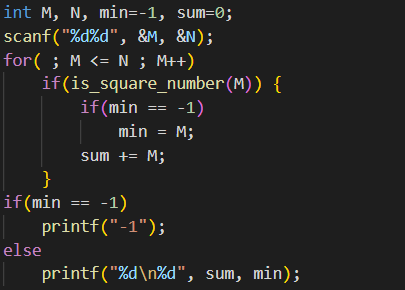 int M, N, min=-1, sum=0;
scanf("%d%d", &M, &N);
for( ; M <= N ; M++)
    if(is_square_number(M)) {
        if(min == -1)
            min = M;
        sum += M;
    }
if(min == -1)
    printf("-1");
else
    printf("%d\n%d", sum, min);